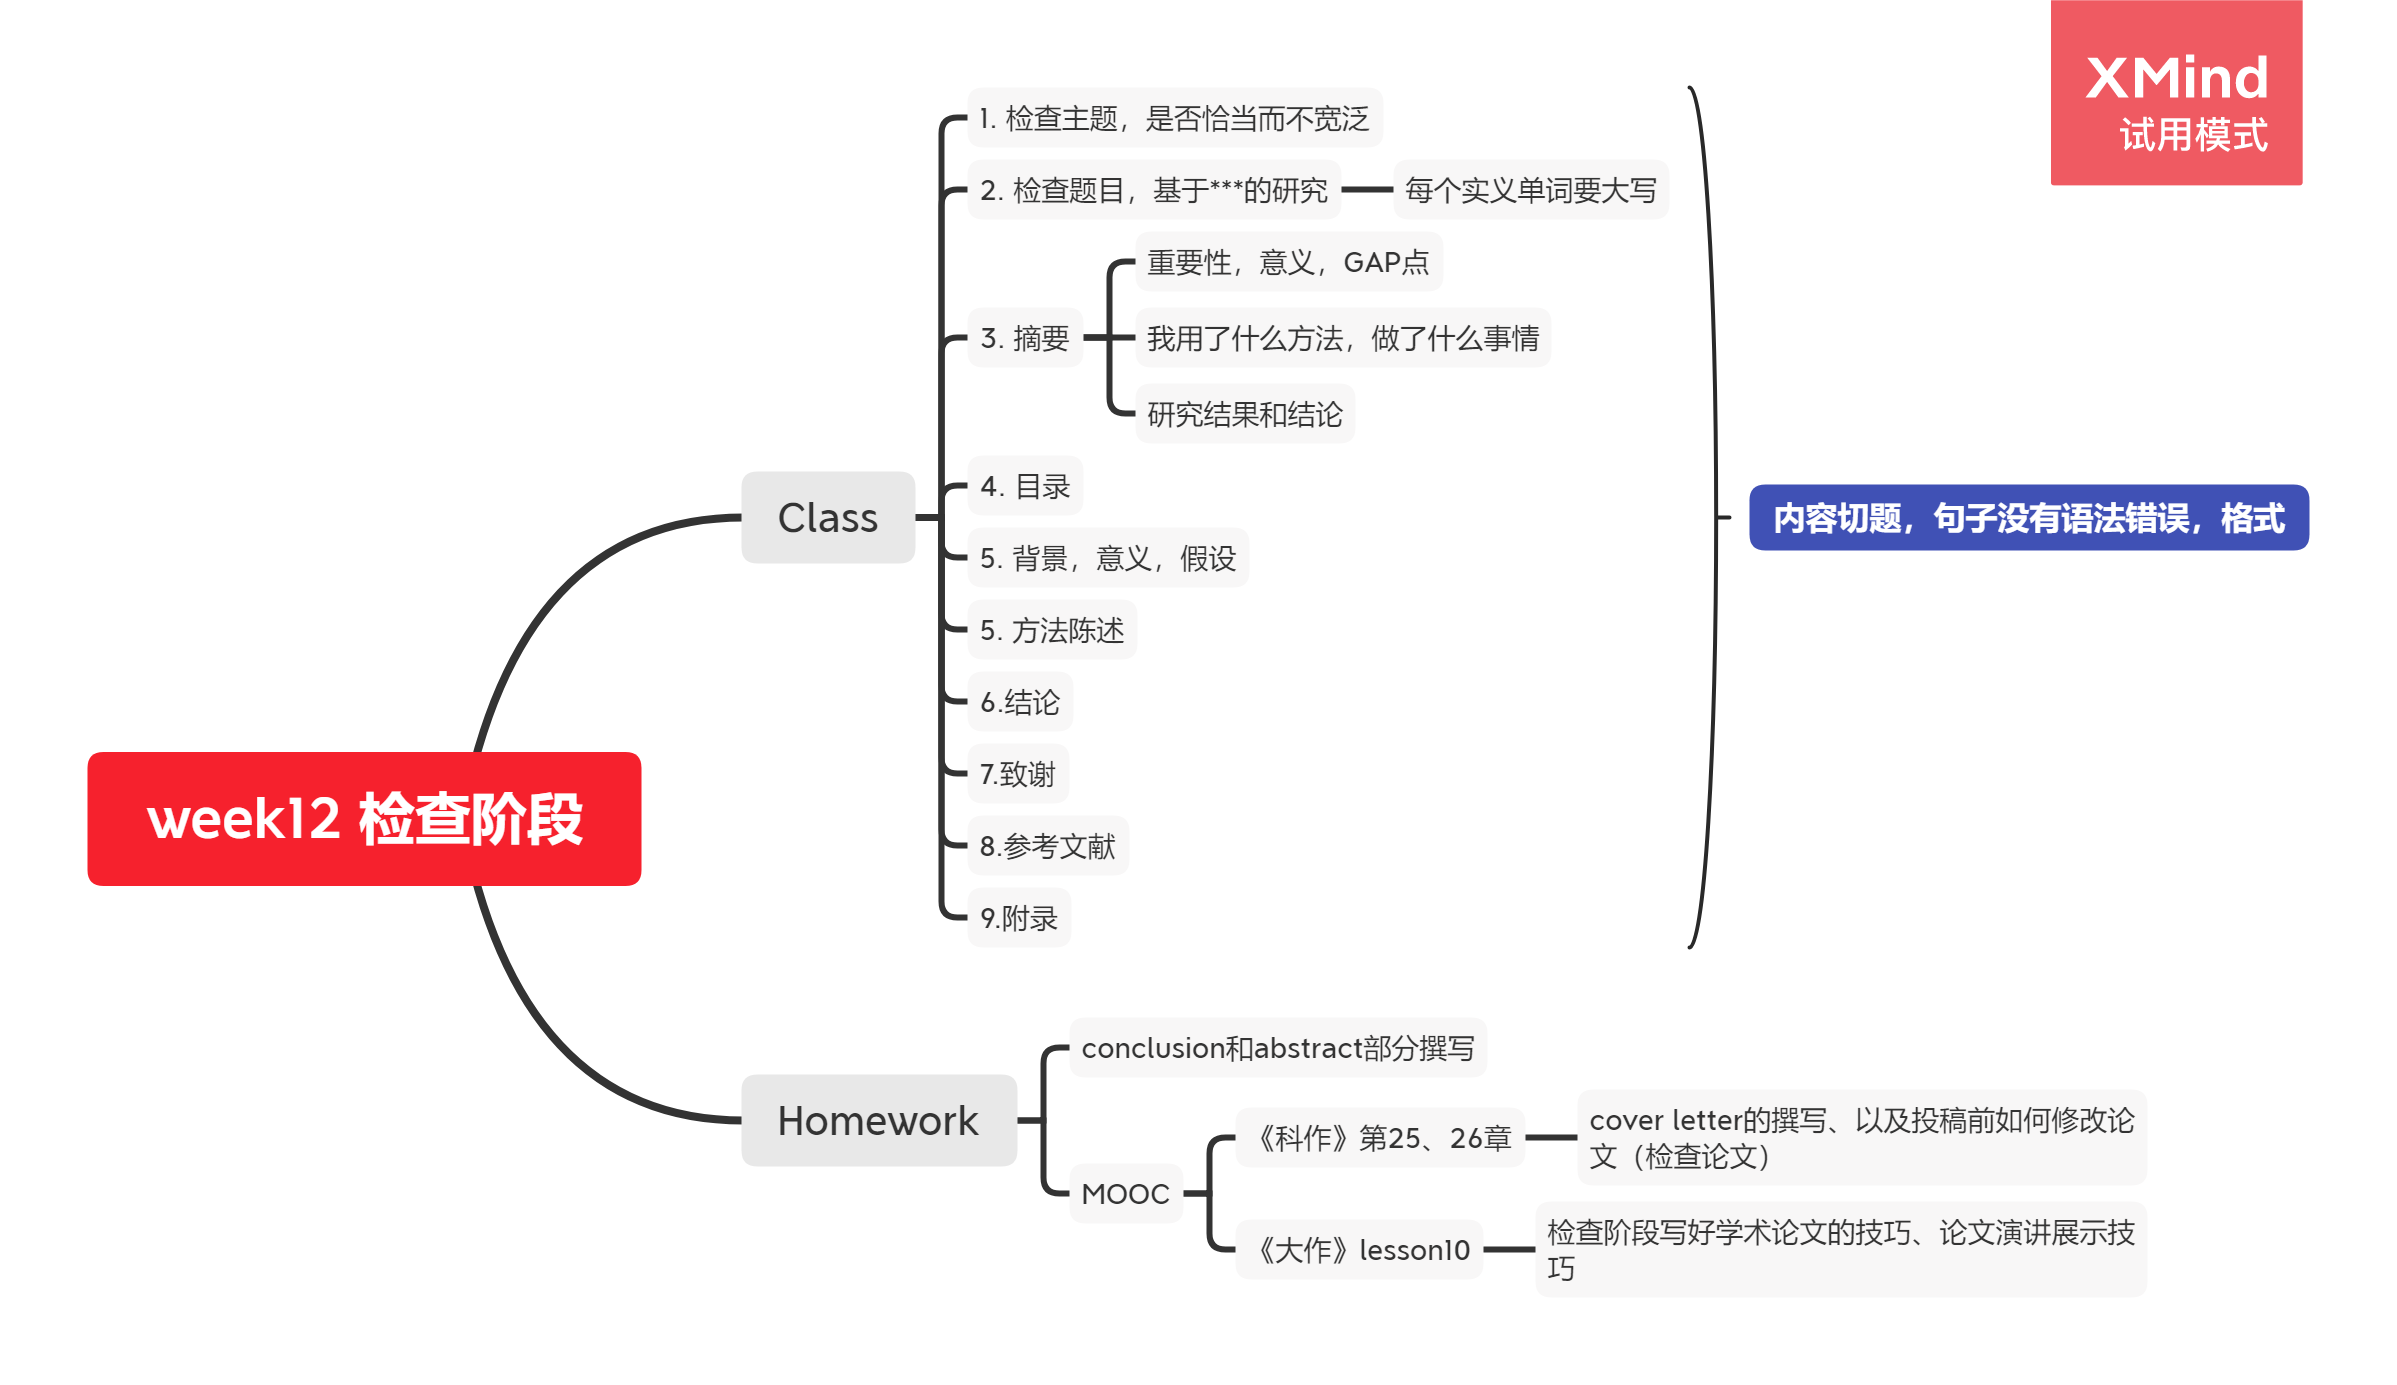 XMind
试用模式
week12 检查阶段
Class
1. 检查主题，是否恰当而不宽泛
2. 检查题目，基于***的研究
每个实义单词要大写
3. 摘要
重要性，意义，GAP点
我用了什么方法，做了什么事情
研究结果和结论
4. 目录
5. 背景，意义，假设
5. 方法陈述
6.结论
7.致谢
8.参考文献
9.附录
内容切题，句子没有语法错误，格式
Homework
conclusion和abstract部分撰写
MOOC
《科作》第25、26章
cover letter的撰写、以及投稿前如何修改论
文（检查论文）
《大作》lesson10
检查阶段写好学术论文的技巧、论文演讲展示技
巧